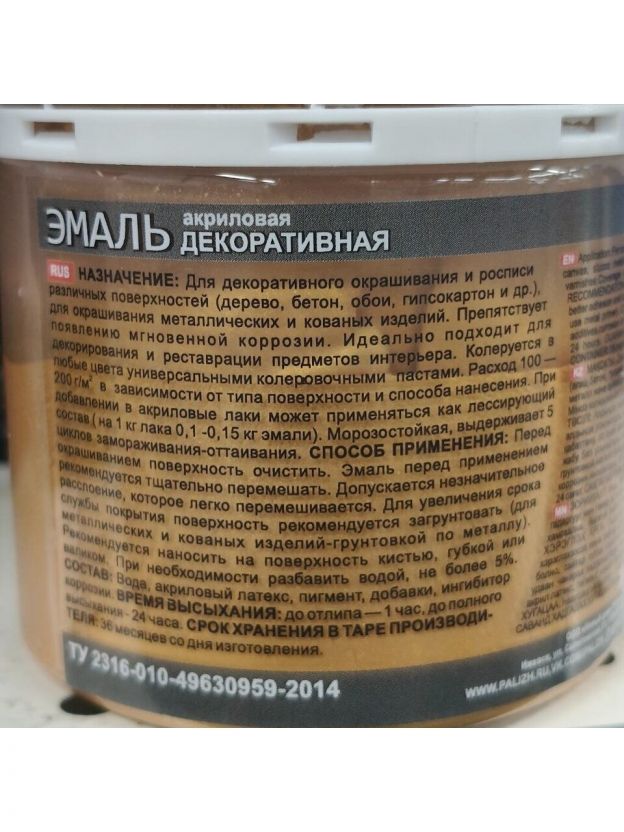 ЭМАЛЬ акриловая
ДЕКОРАТИВНАЯ
RUS НАЗНАЧЕНИЕ: Для декоративного окрашивания и росписи
различных поверхностей (дерево, бетон, обои, гипсокартон и др.),
для окрашивания металлических и кованых изделий. Препятствует
появлению мгновенной коррозии. Идеально подходит для
декорирования и реставрации предметов интерьера. Колеруется в
любые цвета универсальными колеровочными пастами. Расход 100 —
200 г/м² в зависимости от типа поверхности и способа нанесения. При
добавлении в акриловые лаки может применяться как лессирующий
состав ( на 1 кг лака 0,1 -0,15 кг эмали). Морозостойкая, выдерживает 5
циклов замораживания-оттаивания. СПОСОБ ПРИМЕНЕНИЯ: Перед
окрашиванием поверхность очистить. Эмаль перед применением
рекомендуется тщательно перемешать. Допускается незначительное
расслоение, которое легко перемешивается. Для увеличения срока
службы покрытия поверхность рекомендуется загрунтовать (для
металлических и кованых изделий-грунтовкой по металлу).
Рекомендуется наносить на поверхность кистью, губкой или
валиком. При необходимости разбавить водой, не более 5%.
СОСТАВ: Вода, акриловый латекс, пигмент, добавки, ингибитор
коррозии. ВРЕМЯ ВЫСЫХАНИЯ: до отлипа — 1 час, до полного
высыхания - 24 часа. СРОК ХРАНЕНИЯ В ТАРЕ ПРОИЗВОДИ-
ТЕЛЯ: 36 месяцев со дня изготовления.
ТУ 2316-010-49630959-2014
EN Application
RECOMMENDATIO
24 hours
KZ
MN
ХУГАЦАА
WWW.PALIZH.RU